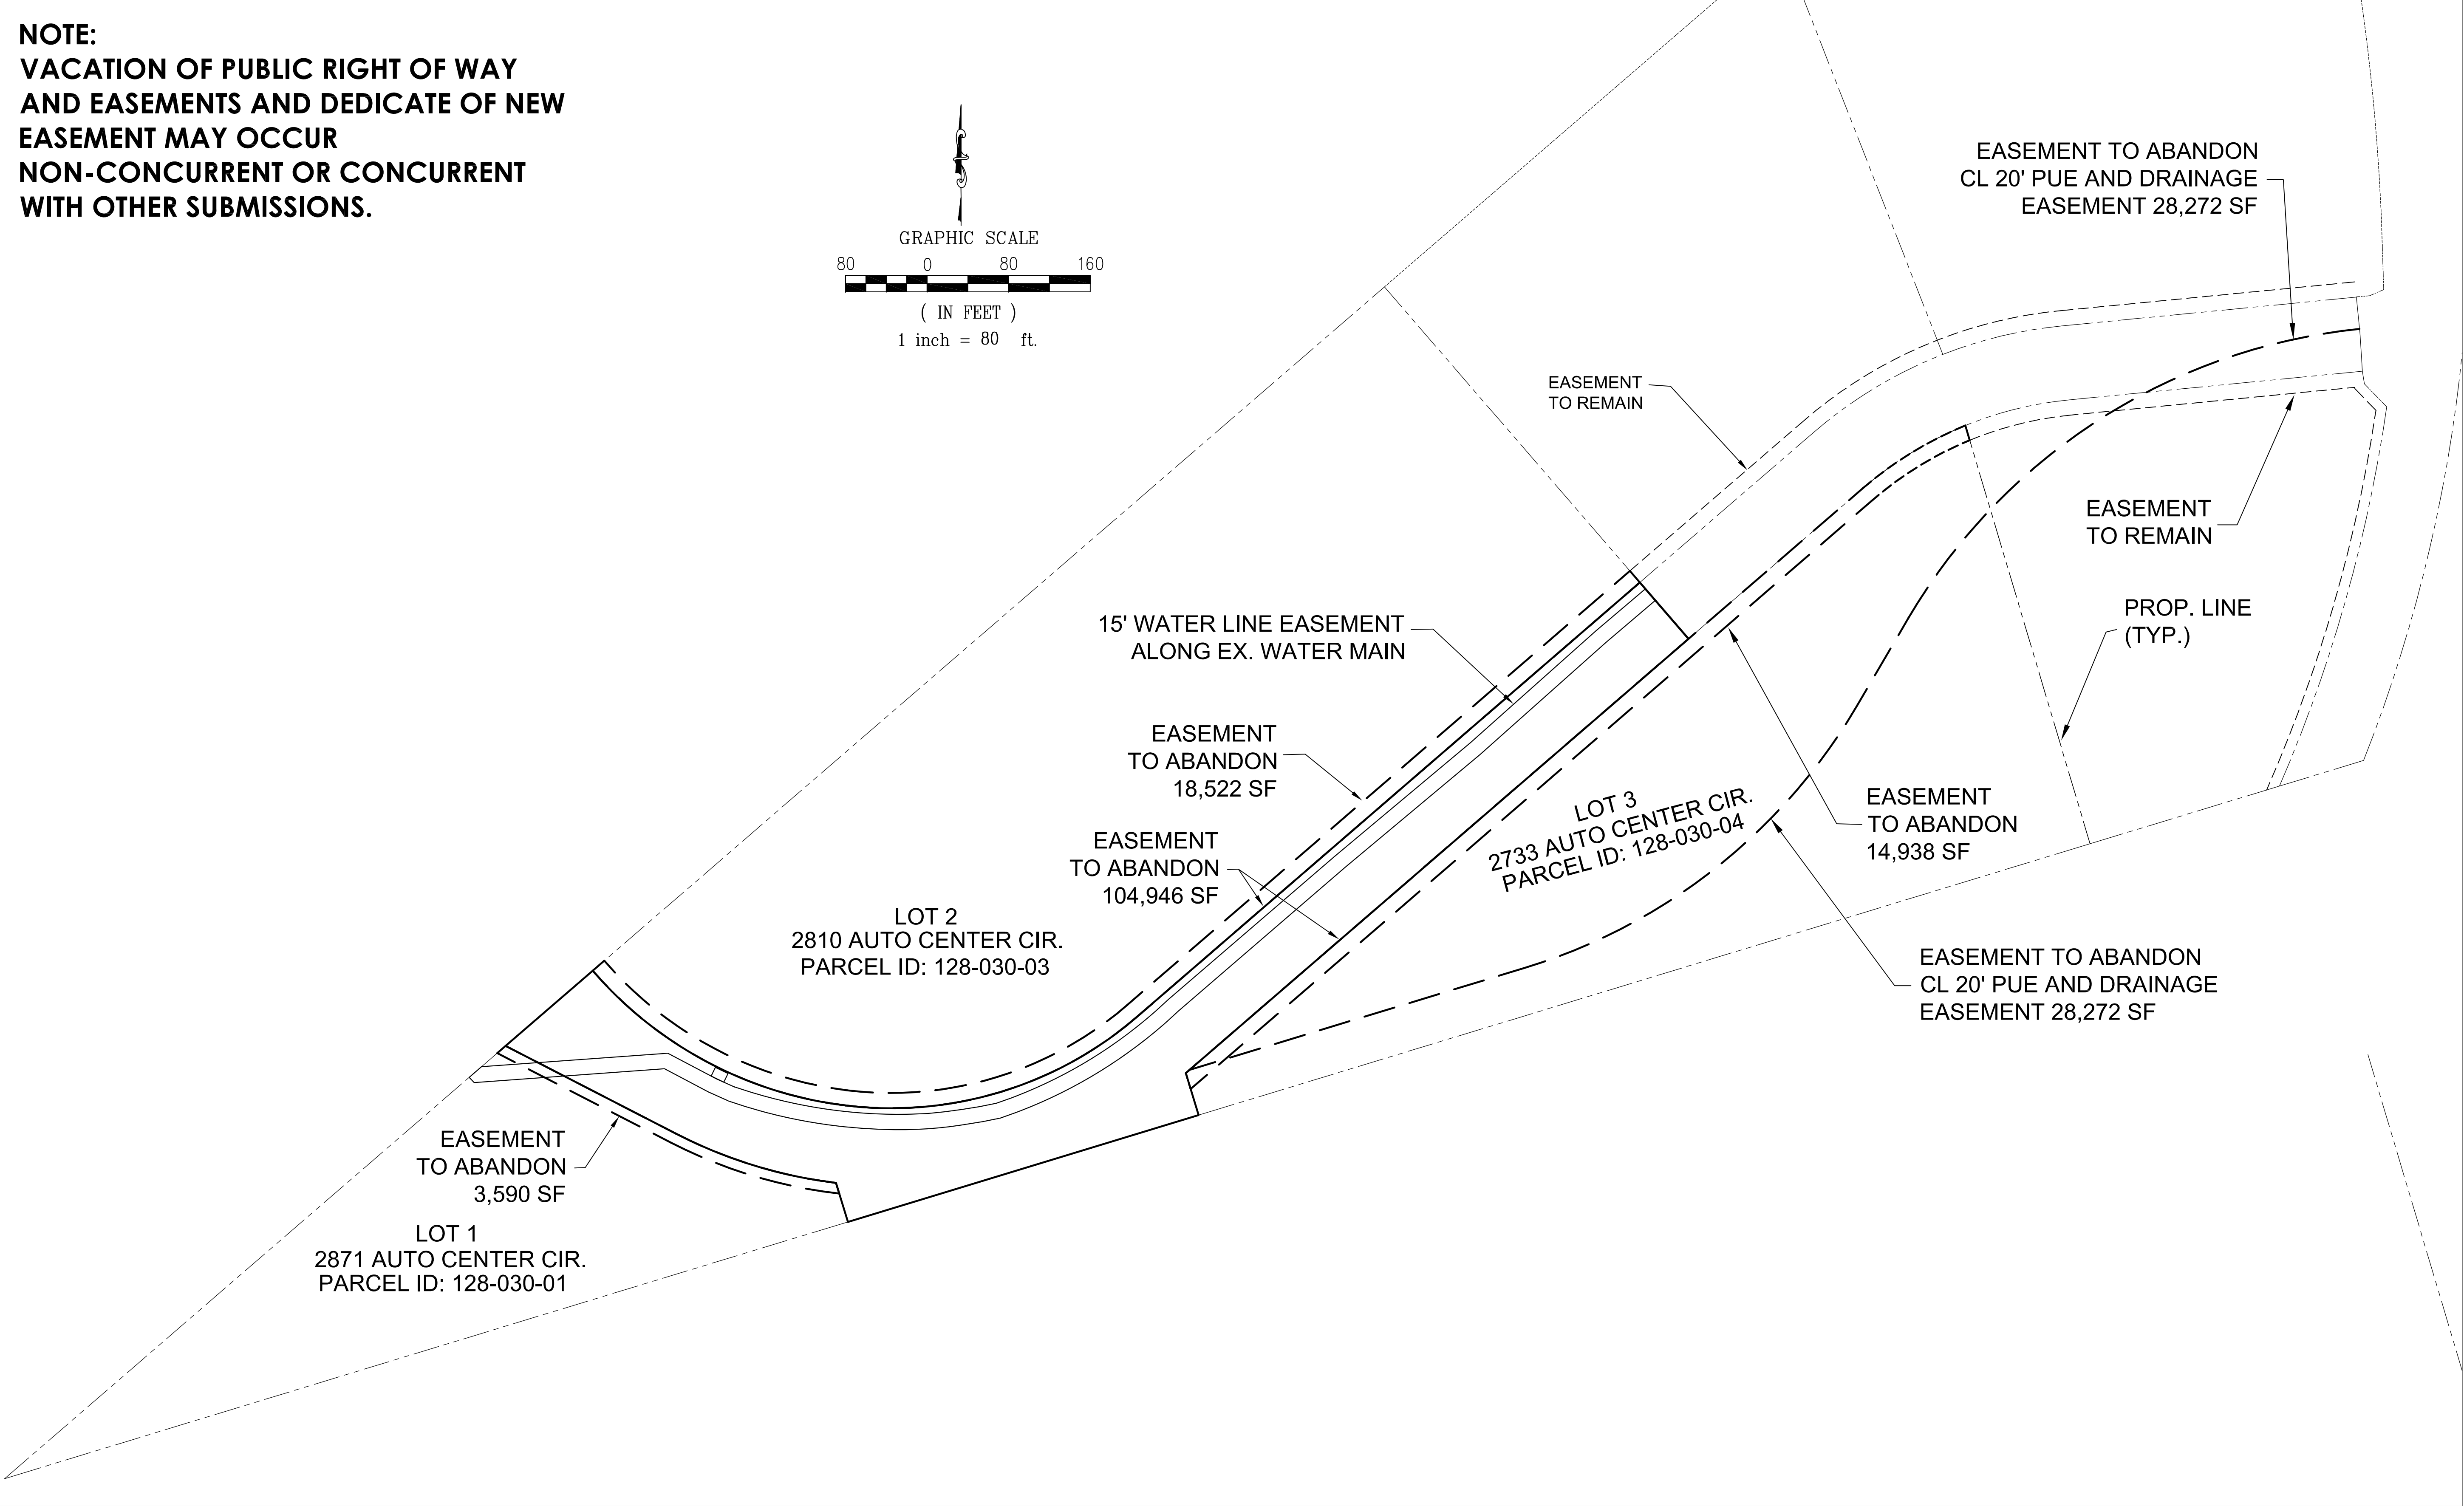 NOTE:
VACATION OF PUBLIC RIGHT OF WAY
AND EASEMENTS AND DEDICATE OF NEW
EASEMENT MAY OCCUR
NON-CONCURRENT OR CONCURRENT
WITH OTHER SUBMISSIONS.
GRAPHIC SCALE
80 0 80 160
( IN FEET )
1 inch = 80 ft.
EASEMENT TO ABANDON
CL 20' PUE AND DRAINAGE
EASEMENT 28,272 SF
EASEMENT
TO REMAIN
EASEMENT
TO REMAIN
PROP. LINE
(TYP.)
15' WATER LINE EASEMENT
ALONG EX. WATER MAIN
EASEMENT
TO ABANDON
18,522 SF
EASEMENT
TO ABANDON
104,946 SF
LOT 3
2733 AUTO CENTER CIR.
PARCEL ID: 128-030-04
EASEMENT
TO ABANDON
14,938 SF
LOT 2
2810 AUTO CENTER CIR.
PARCEL ID: 128-030-03
EASEMENT TO ABANDON
CL 20' PUE AND DRAINAGE
EASEMENT 28,272 SF
EASEMENT
TO ABANDON
3,590 SF
LOT 1
2871 AUTO CENTER CIR.
PARCEL ID: 128-030-01